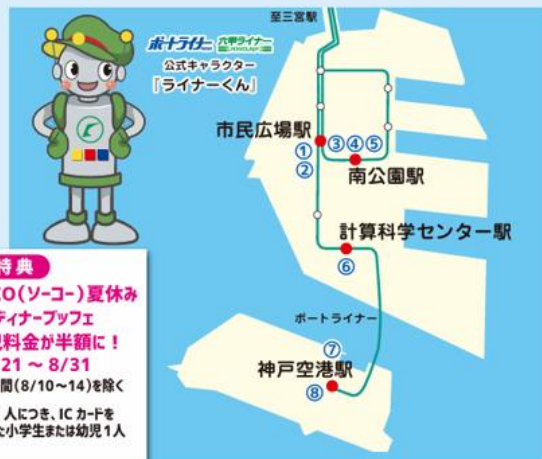 至三宮駅
ポートライナー 六甲ライナー
公式キャラクター
「ライナーくん」
市民広場駅
① ③④⑤
②
南公園駅
計算科学センター駅
⑥
ポートライナー
⑦
神戸空港駅
⑧
特典
(ソーコー)夏休み
ディナーブッフェ
料金が半額に!
21 ~ 8/31
間(8/10~14)を除く
人につき、ICカードを
た小学生または幼児1人